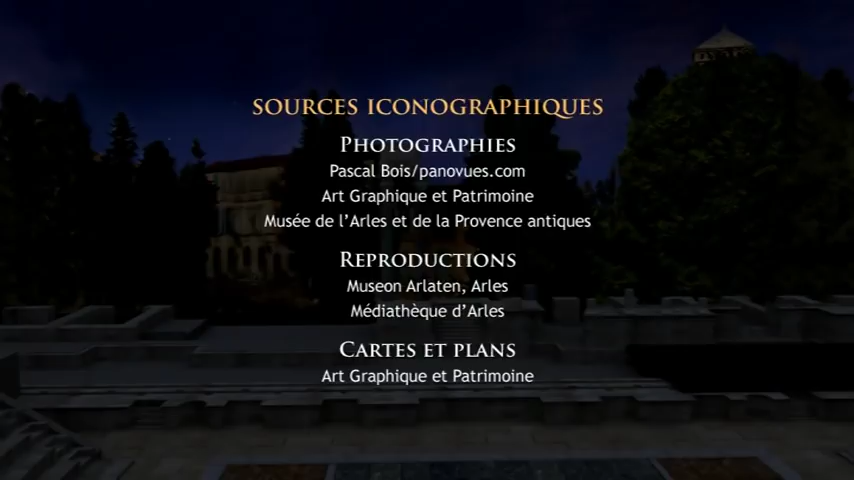 SOURCES ICONOGRAPHIQUES
PHOTOGRAPHIES
Pascal Bois/panovues.com
Art Graphique et Patrimoine
Musée de l'Arles et de la Provence antiques
REPRODUCTIONS
Museon Arlaten, Arles
Médiathèque d'Arles
CARTES ET PLANS
Art Graphique et Patrimoine